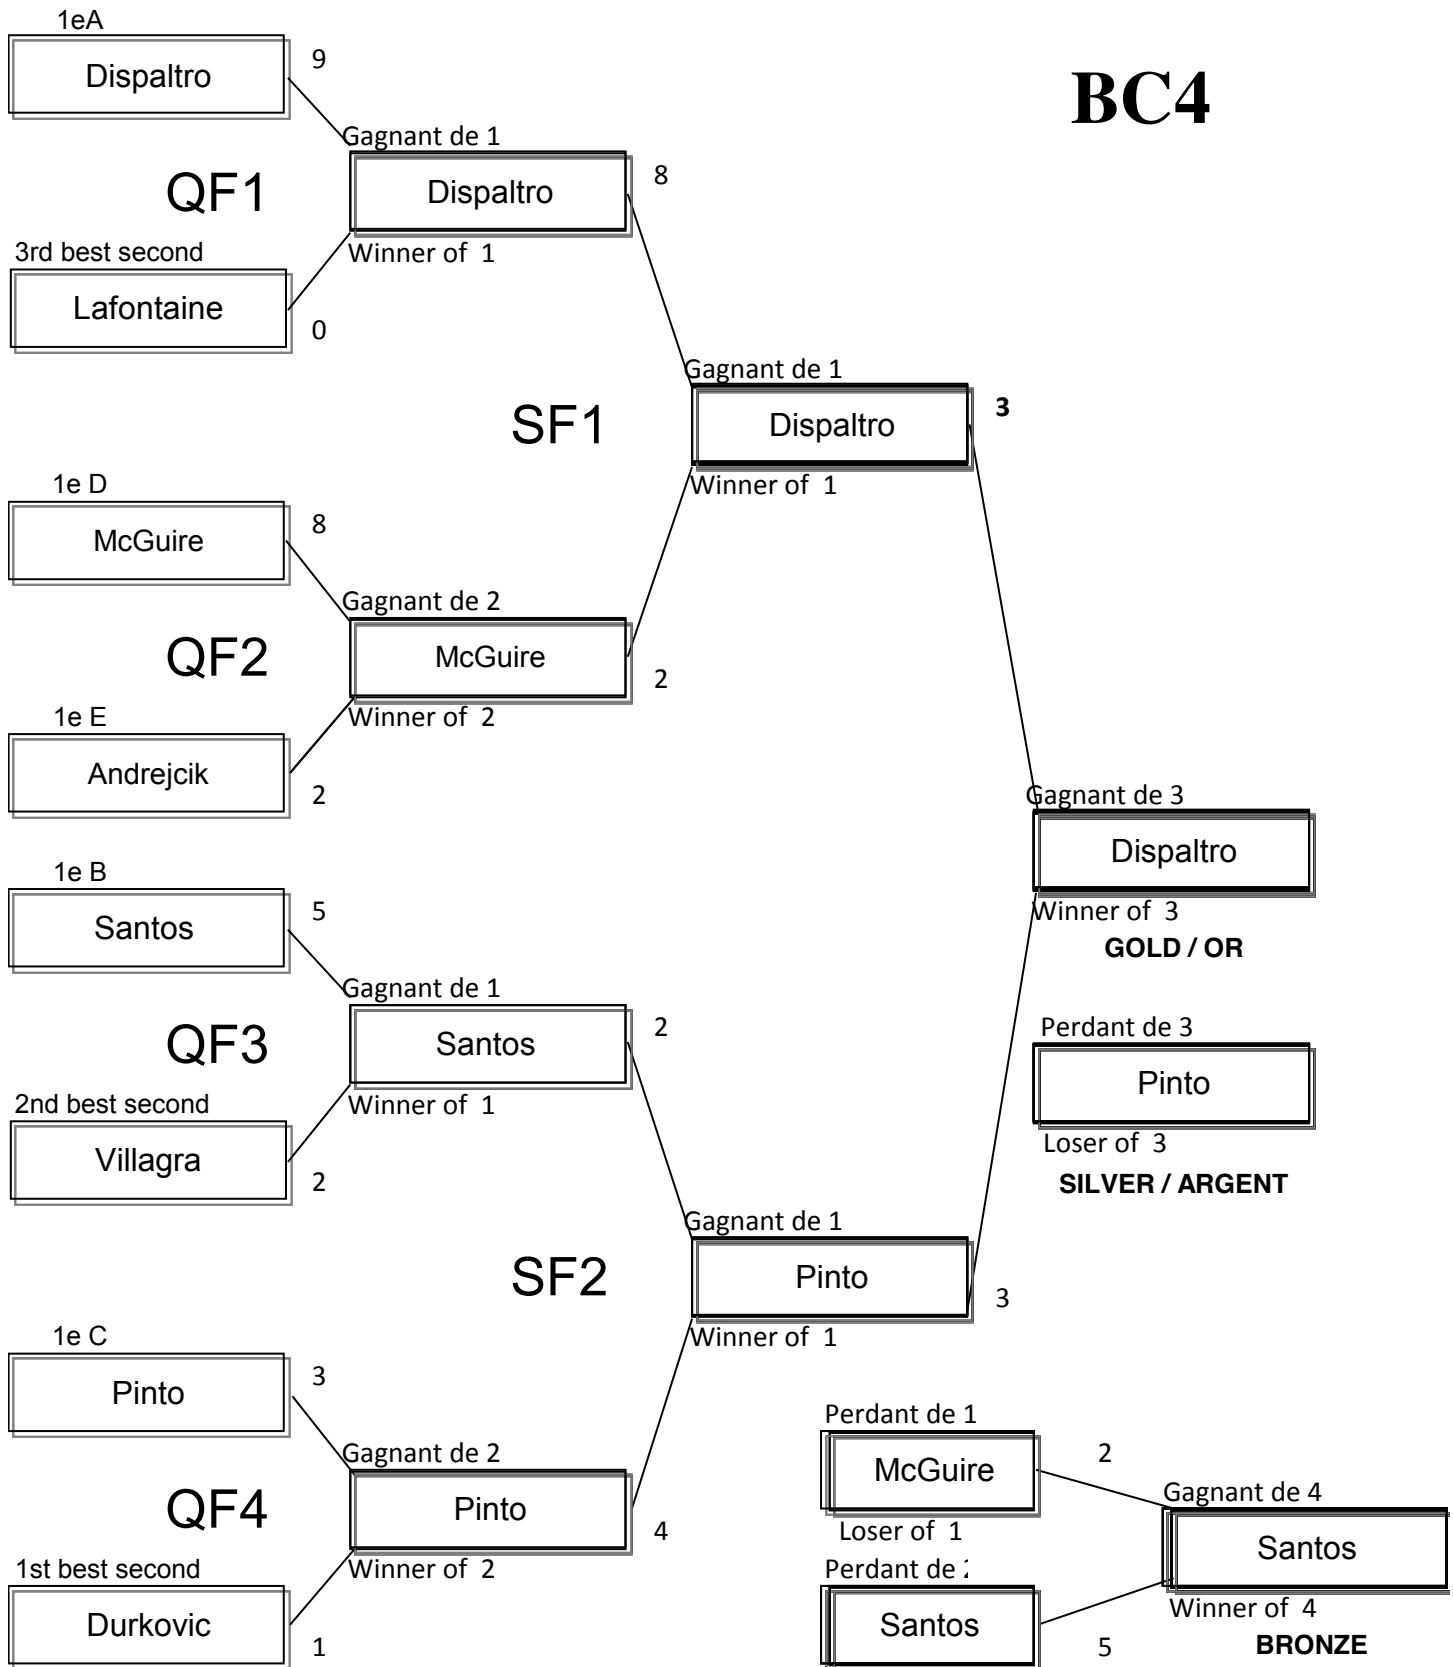 1eA
Dispaltro
9
BC4
Gagnant de 1
QF1
Dispaltro
8
3rd best second
Winner of 1
Lafontaine
0
Gagnant de 1
SF1
Dispaltro
3
1e D
Winner of 1
McGuire
8
Gagnant de 2
QF2
McGuire
2
1e E
Winner of 2
Andrejcik
2
Gagnant de 3
Dispaltro
1e B
Winner of 3
Santos
5
GOLD / OR
Gagnant de 1
QF3
Santos
2
Perdant de 3
Pinto
2nd best second
Winner of 1
Loser of 3
Villagra
2
SILVER / ARGENT
Gagnant de 1
SF2
Pinto
3
1e C
Winner of 1
Pinto
3
Perdant de 1
Gagnant de 2
McGuire
2
QF4
Pinto
4
Gagnant de 4
Loser of 1
Santos
1st best second
Winner of 2
Perdant de
Winner of 4
Durkovic
1
Santos
5
BRONZE